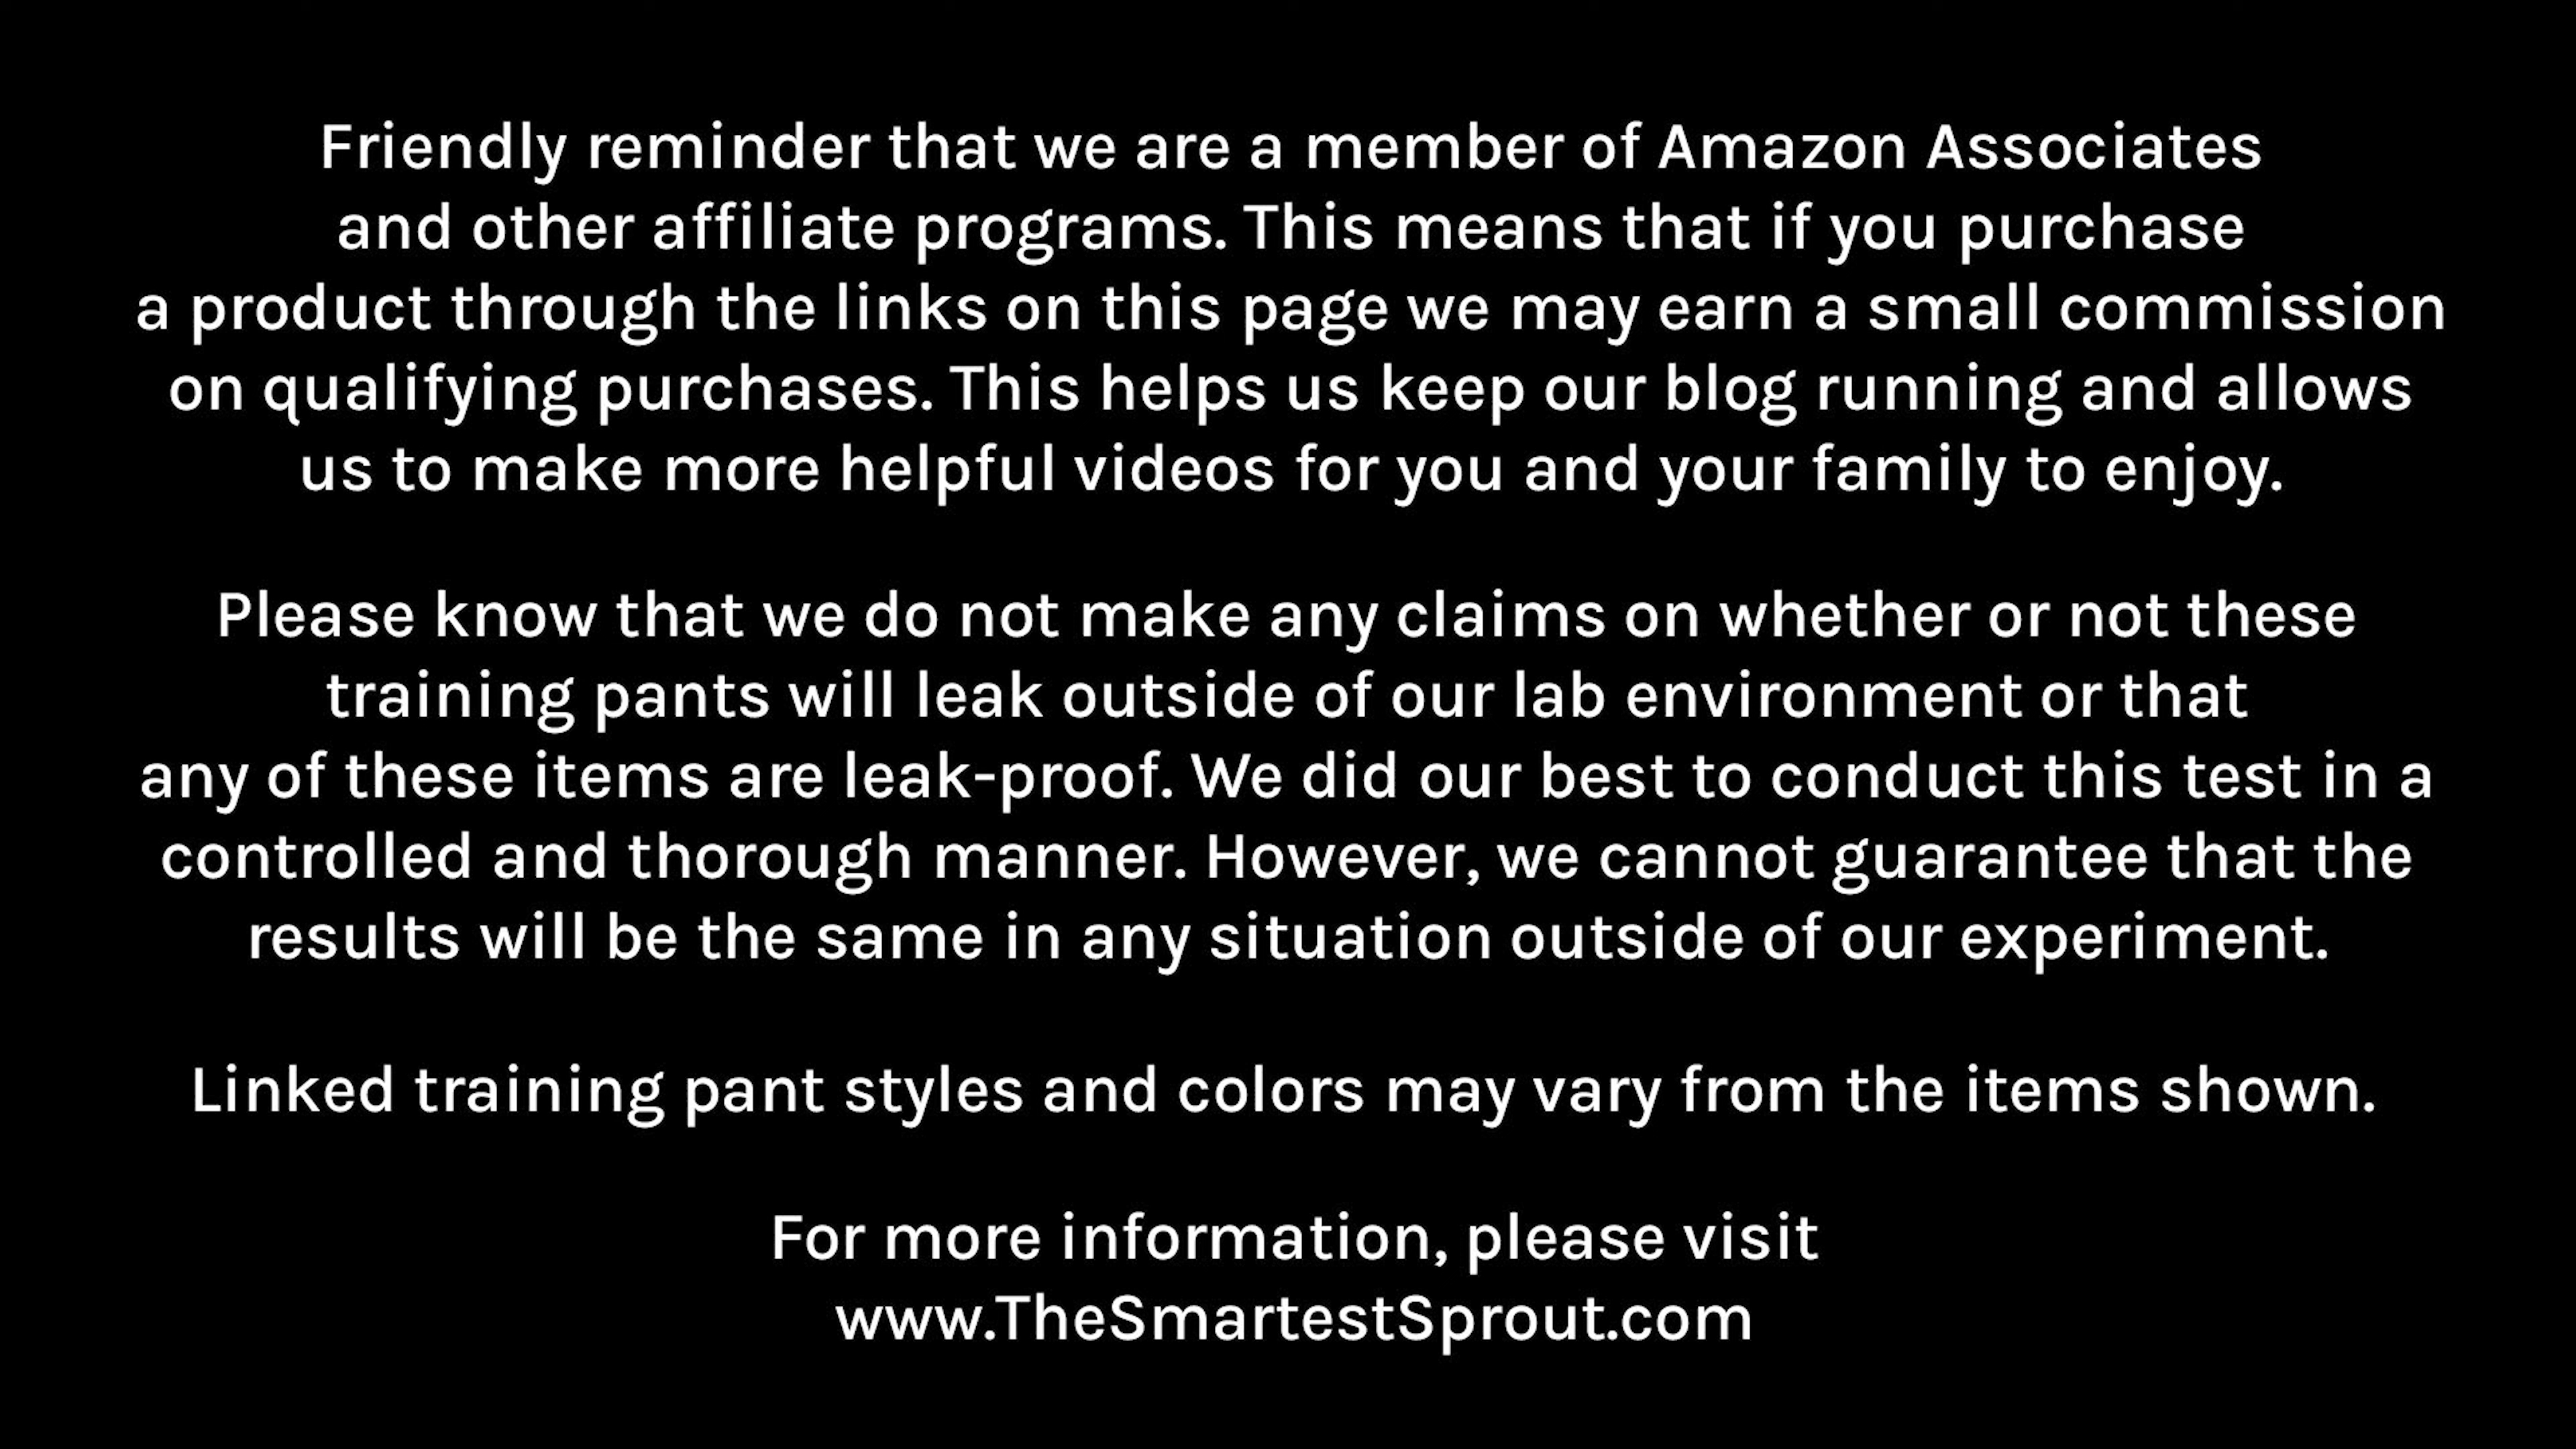 Friendly reminder that we are a member of Amazon Associates
and other affiliate programs. This means that if you purchase
a product through the links on this page we may earn a small commission
on qualifying purchases. This helps us keep our blog running and allows
us to make more helpful videos for you and your family to enjoy.
Please know that we do not make any claims on whether or not these
training pants will leak outside of our lab environment or that
any of these items are leak-proof. We did our best to conduct this test in a
controlled and thorough manner. However, we cannot guarantee that the
results will be the same in any situation outside of our experiment.
Linked training pant styles and colors may vary from the items shown.
For more information, please visit
www.TheSmartestSprout.com